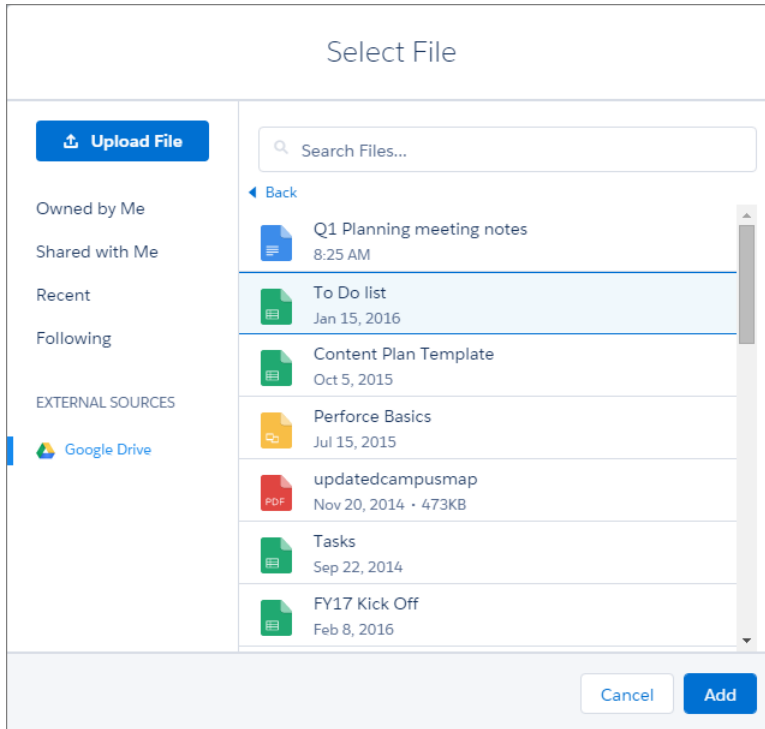 Select File
Upload File
Owned by Me
Shared with Me
Recent
Following
EXTERNAL SOURCES
Google Drive
Search Files...
Back
Q1 Planning meeting notes
8:25 AM
To Do list
Jan 15, 2016
Content Plan Template
Oct 5, 2015
Perforce Basics
Jul 15, 2015
PDF
updatedcampusmap
Nov 20, 2014 • 473KB
Tasks
Sep 22, 2014
FY17 Kick Off
Feb 8, 2016
Cancel
Add